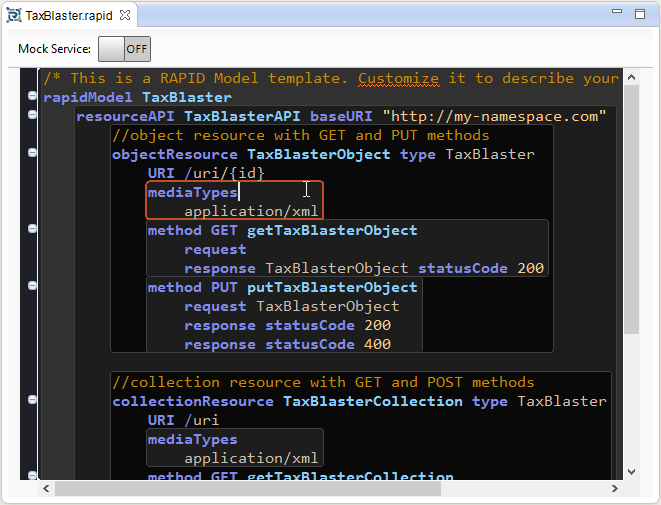 TaxBlaster.rapid
Mock Service: OFF
/* This is a RAPID Model template. Customize it to describe your
rapidModel TaxBlaster
resourceAPI TaxBlasterAPI baseURI "http://my-namespace.com"
//object resource with GET and PUT methods
objectResource TaxBlasterObject type TaxBlaster
URI /uri/{id}
mediaTypes
application/xml
method GET getTaxBlasterObject
request
response TaxBlasterObject statusCode 200
method PUT putTaxBlasterObject
request TaxBlasterObject
response statusCode 200
response statusCode 400
//collection resource with GET and POST methods
collectionResource TaxBlasterCollection type TaxBlaster
URI /uri
mediaTypes
application/xml
method GET getTaxBlasterCollection